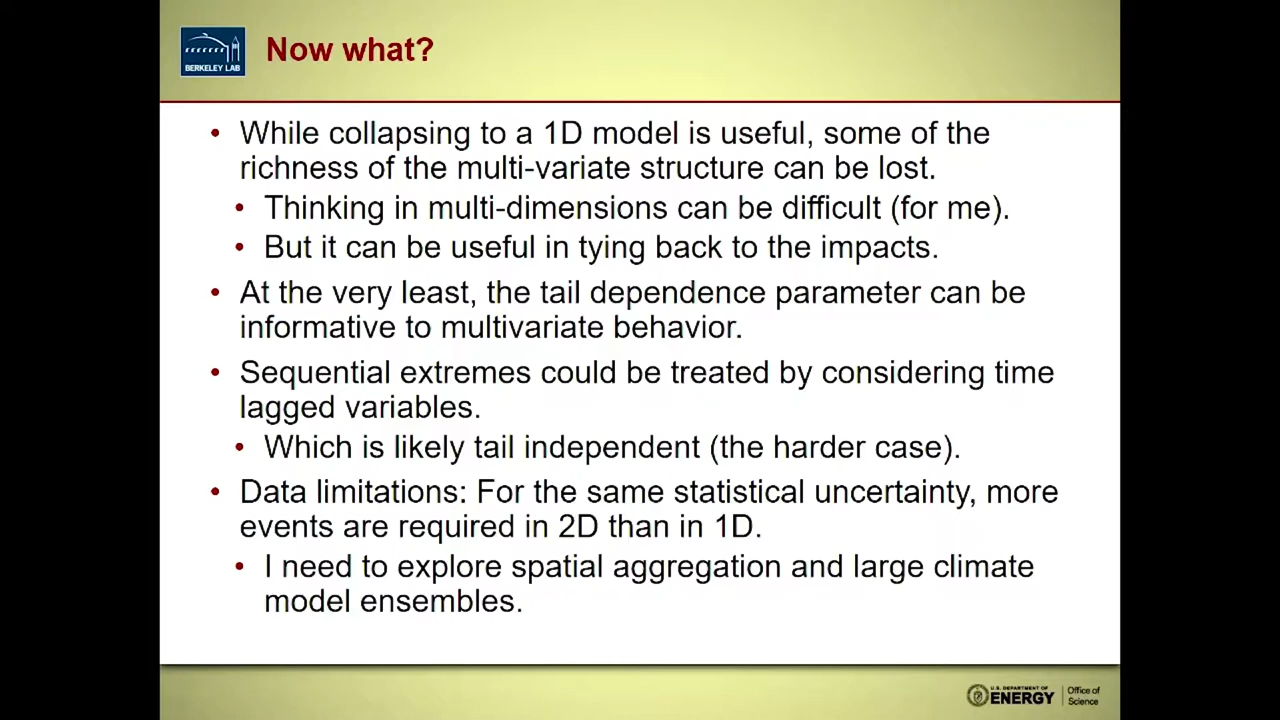 BERKELEY LAB
Now what?
• While collapsing to a 1D model is useful, some of the
richness of the multi-variate structure can be lost.
• Thinking in multi-dimensions can be difficult (for me).
• But it can be useful in tying back to the impacts.
• At the very least, the tail dependence parameter can be
informative to multivariate behavior.
• Sequential extremes could be treated by considering time
lagged variables.
• Which is likely tail independent (the harder case).
• Data limitations: For the same statistical uncertainty, more
events are required in 2D than in 1D.
• I need to explore spatial aggregation and large climate
model ensembles.
U.S. DEPARTMENT OF
ENERGY
Office of
Science